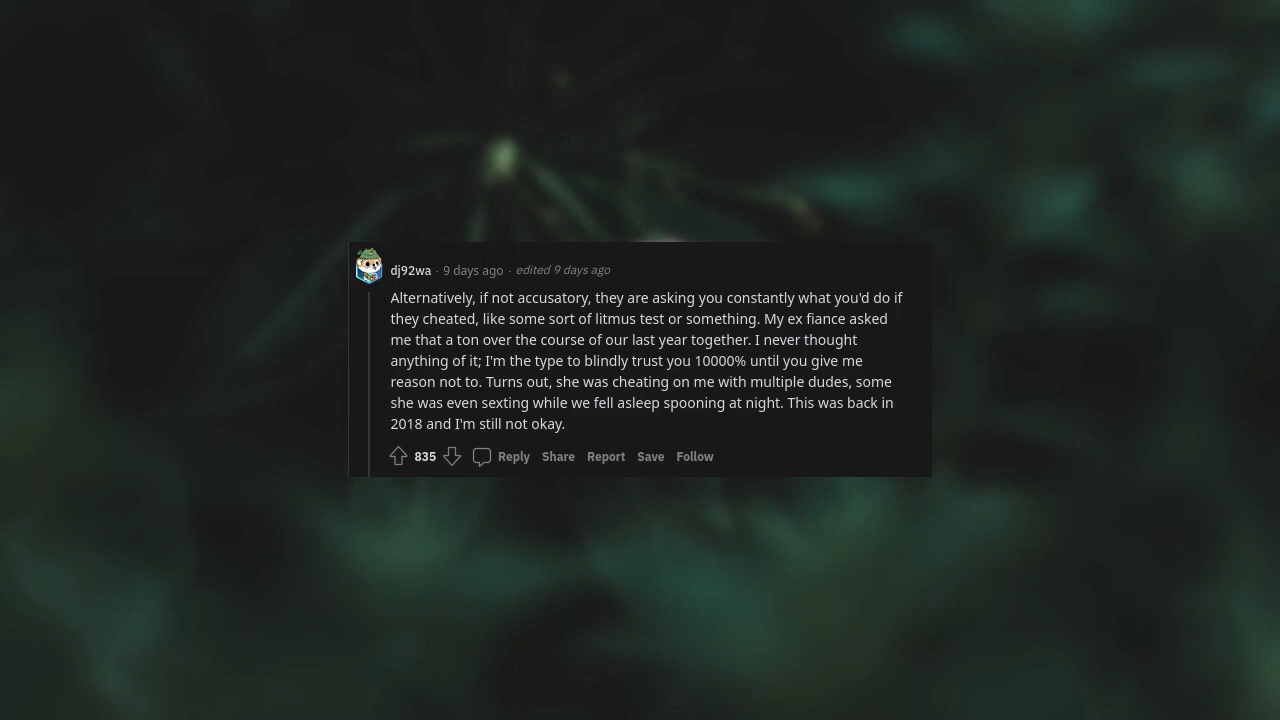 dj92wa · 9 days ago · edited 9 days ago
Alternatively, if not accusatory, they are asking you constantly what you'd do if
they cheated, like some sort of litmus test or something. My ex fiance asked
me that a ton over the course of our last year together. I never thought
anything of it; I'm the type to blindly trust you 10000% until you give me
reason not to. Turns out, she was cheating on me with multiple dudes, some
she was even sexting while we fell asleep spooning at night. This was back in
2018 and I'm still not okay.
835 Reply Share Report Save Follow